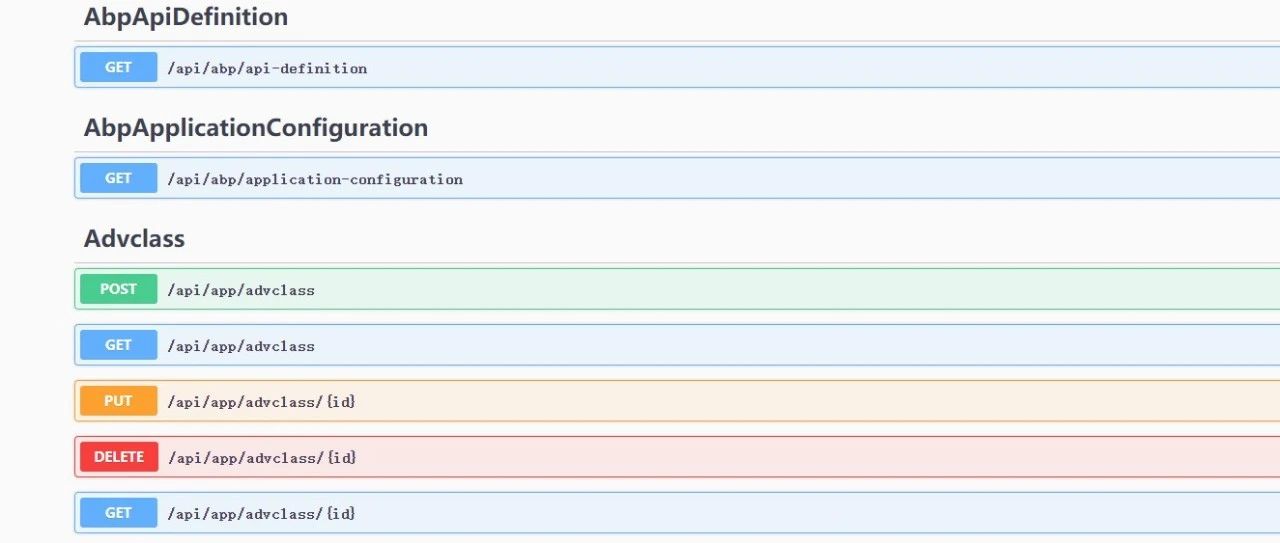 AbpApiDefinition
GET /api/abp/api-definition
AbpApplicationConfiguration
GET /api/abp/application-configuration
Advclass
POST /api/app/advclass
GET /api/app/advclass
PUT /api/app/advclass/{id}
DELETE /api/app/advclass/{id}
GET /api/app/advclass/{id}